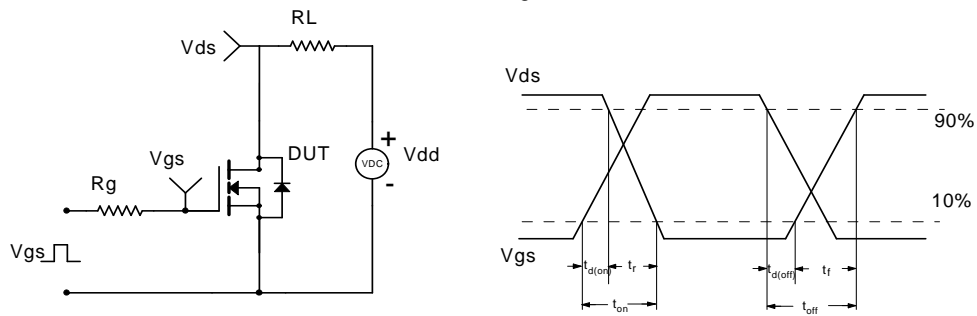 RL
Vds
Vds
90%
+
Vgs
DUT
VDC
Vdd
Rg
-
10%
Vgs
Vgs
td(on)
tr
td(off)
tf
ton
toff